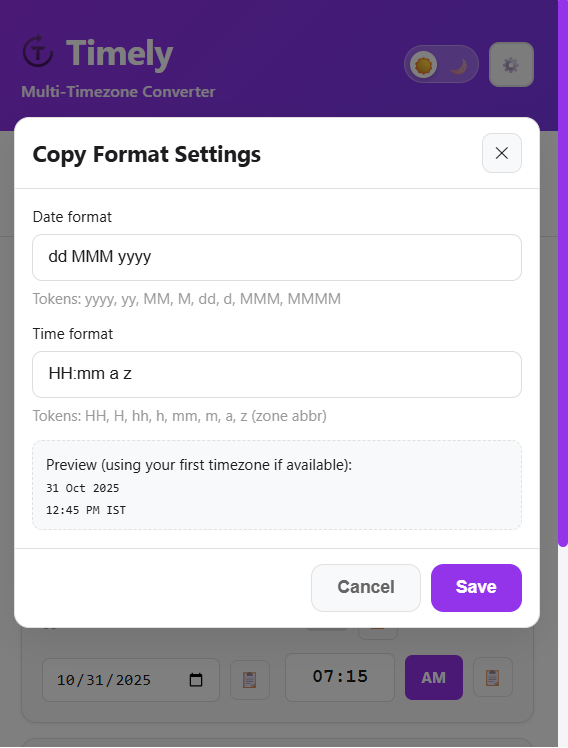 Timely
Multi-Timezone Converter
Copy Format Settings
Date format
dd MMM yyyy
Tokens: yyyy, yy, MM, M, dd, d, MMM, MMMM
Time format
HH:mm a z
Tokens: HH, H, hh, h, mm, m, a, z (zone abbr)
Preview (using your first timezone if available):
31 Oct 2025
12:45 PM IST
Cancel
Save
10/31/2025
07:15
AM